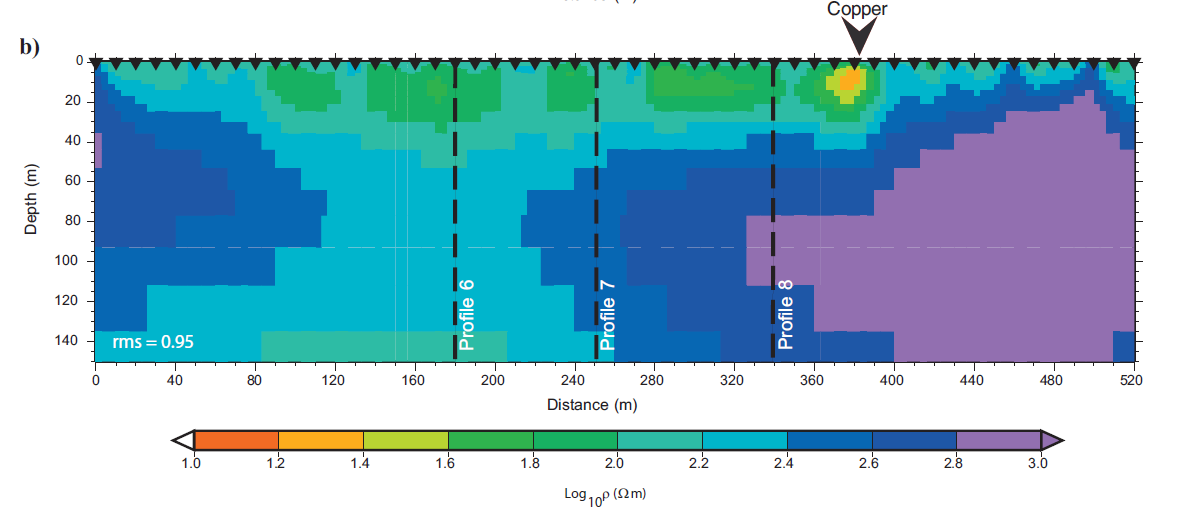 Copper
b)
0
20
40
60
80
100
120
140
Depth (m)
Profile 6
Profile 7
Profile 8
rms = 0.95
0 40 80 120 160 200 240 280 320 360 400 440 480 520
Distance (m)
1.0 1.2 1.4 1.6 1.8 2.0 2.2 2.4 2.6 2.8 3.0
Log10ρ (Ωm)